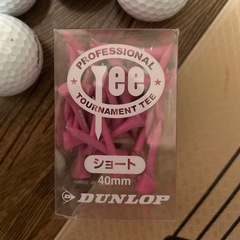 PROFESSIONAL
Tee
TOURNAMENT TEE
ショート
40mm
DUNLOP